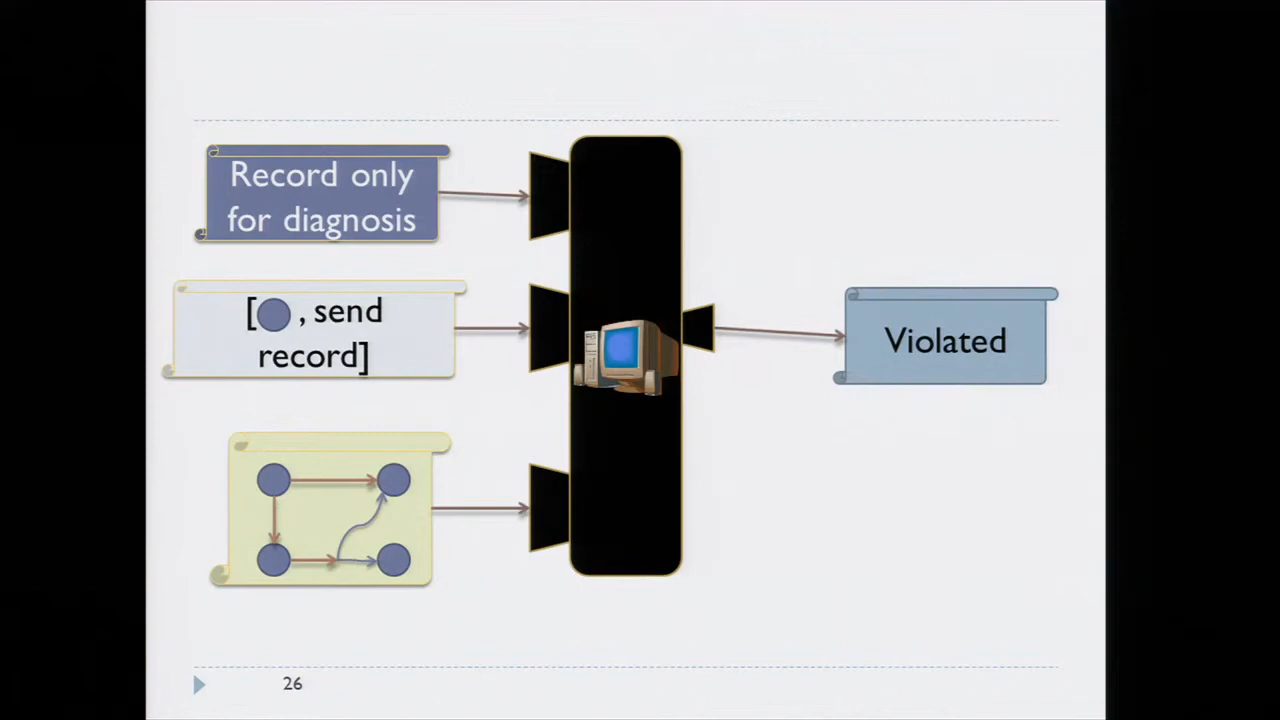 Record only
for diagnosis
[ , send
record]
Violated
26